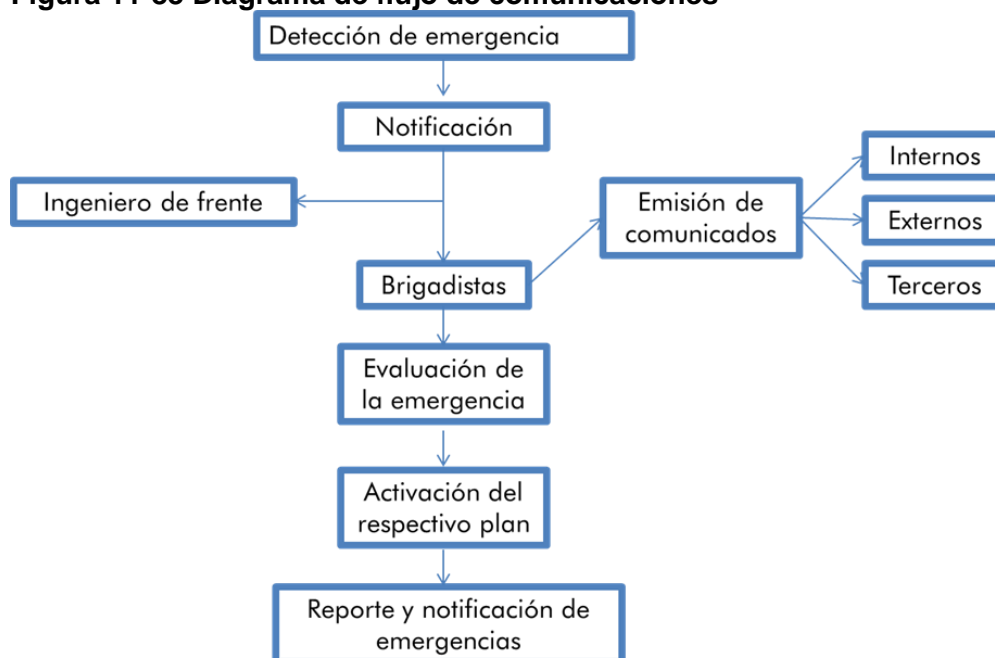 Detección de emergencia
Notificación
Ingeniero de frente
Brigadistas
Emisión de
comunicados
Internos
Externos
Terceros
Evaluación de
la emergencia
Activación del
respectivo plan
Reporte y notificación de
emergencias